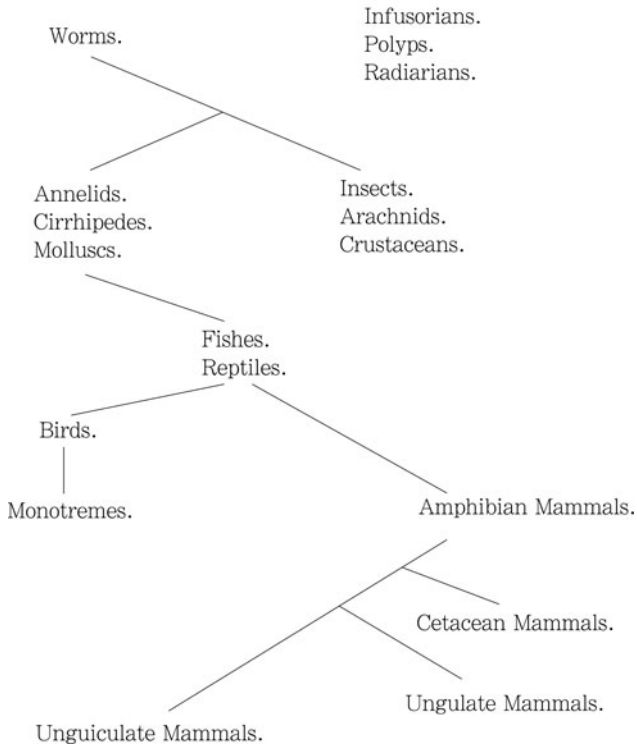 Worms.
Infusorians.
Polyps.
Radiarians.
Annelids.
Cirrhipedes.
Molluscs.
Insects.
Arachnids.
Crustaceans.
Fishes.
Reptiles.
Birds.
Monotremes.
Amphibian Mammals.
Cetacean Mammals.
Ungulate Mammals.
Unguiculate Mammals.